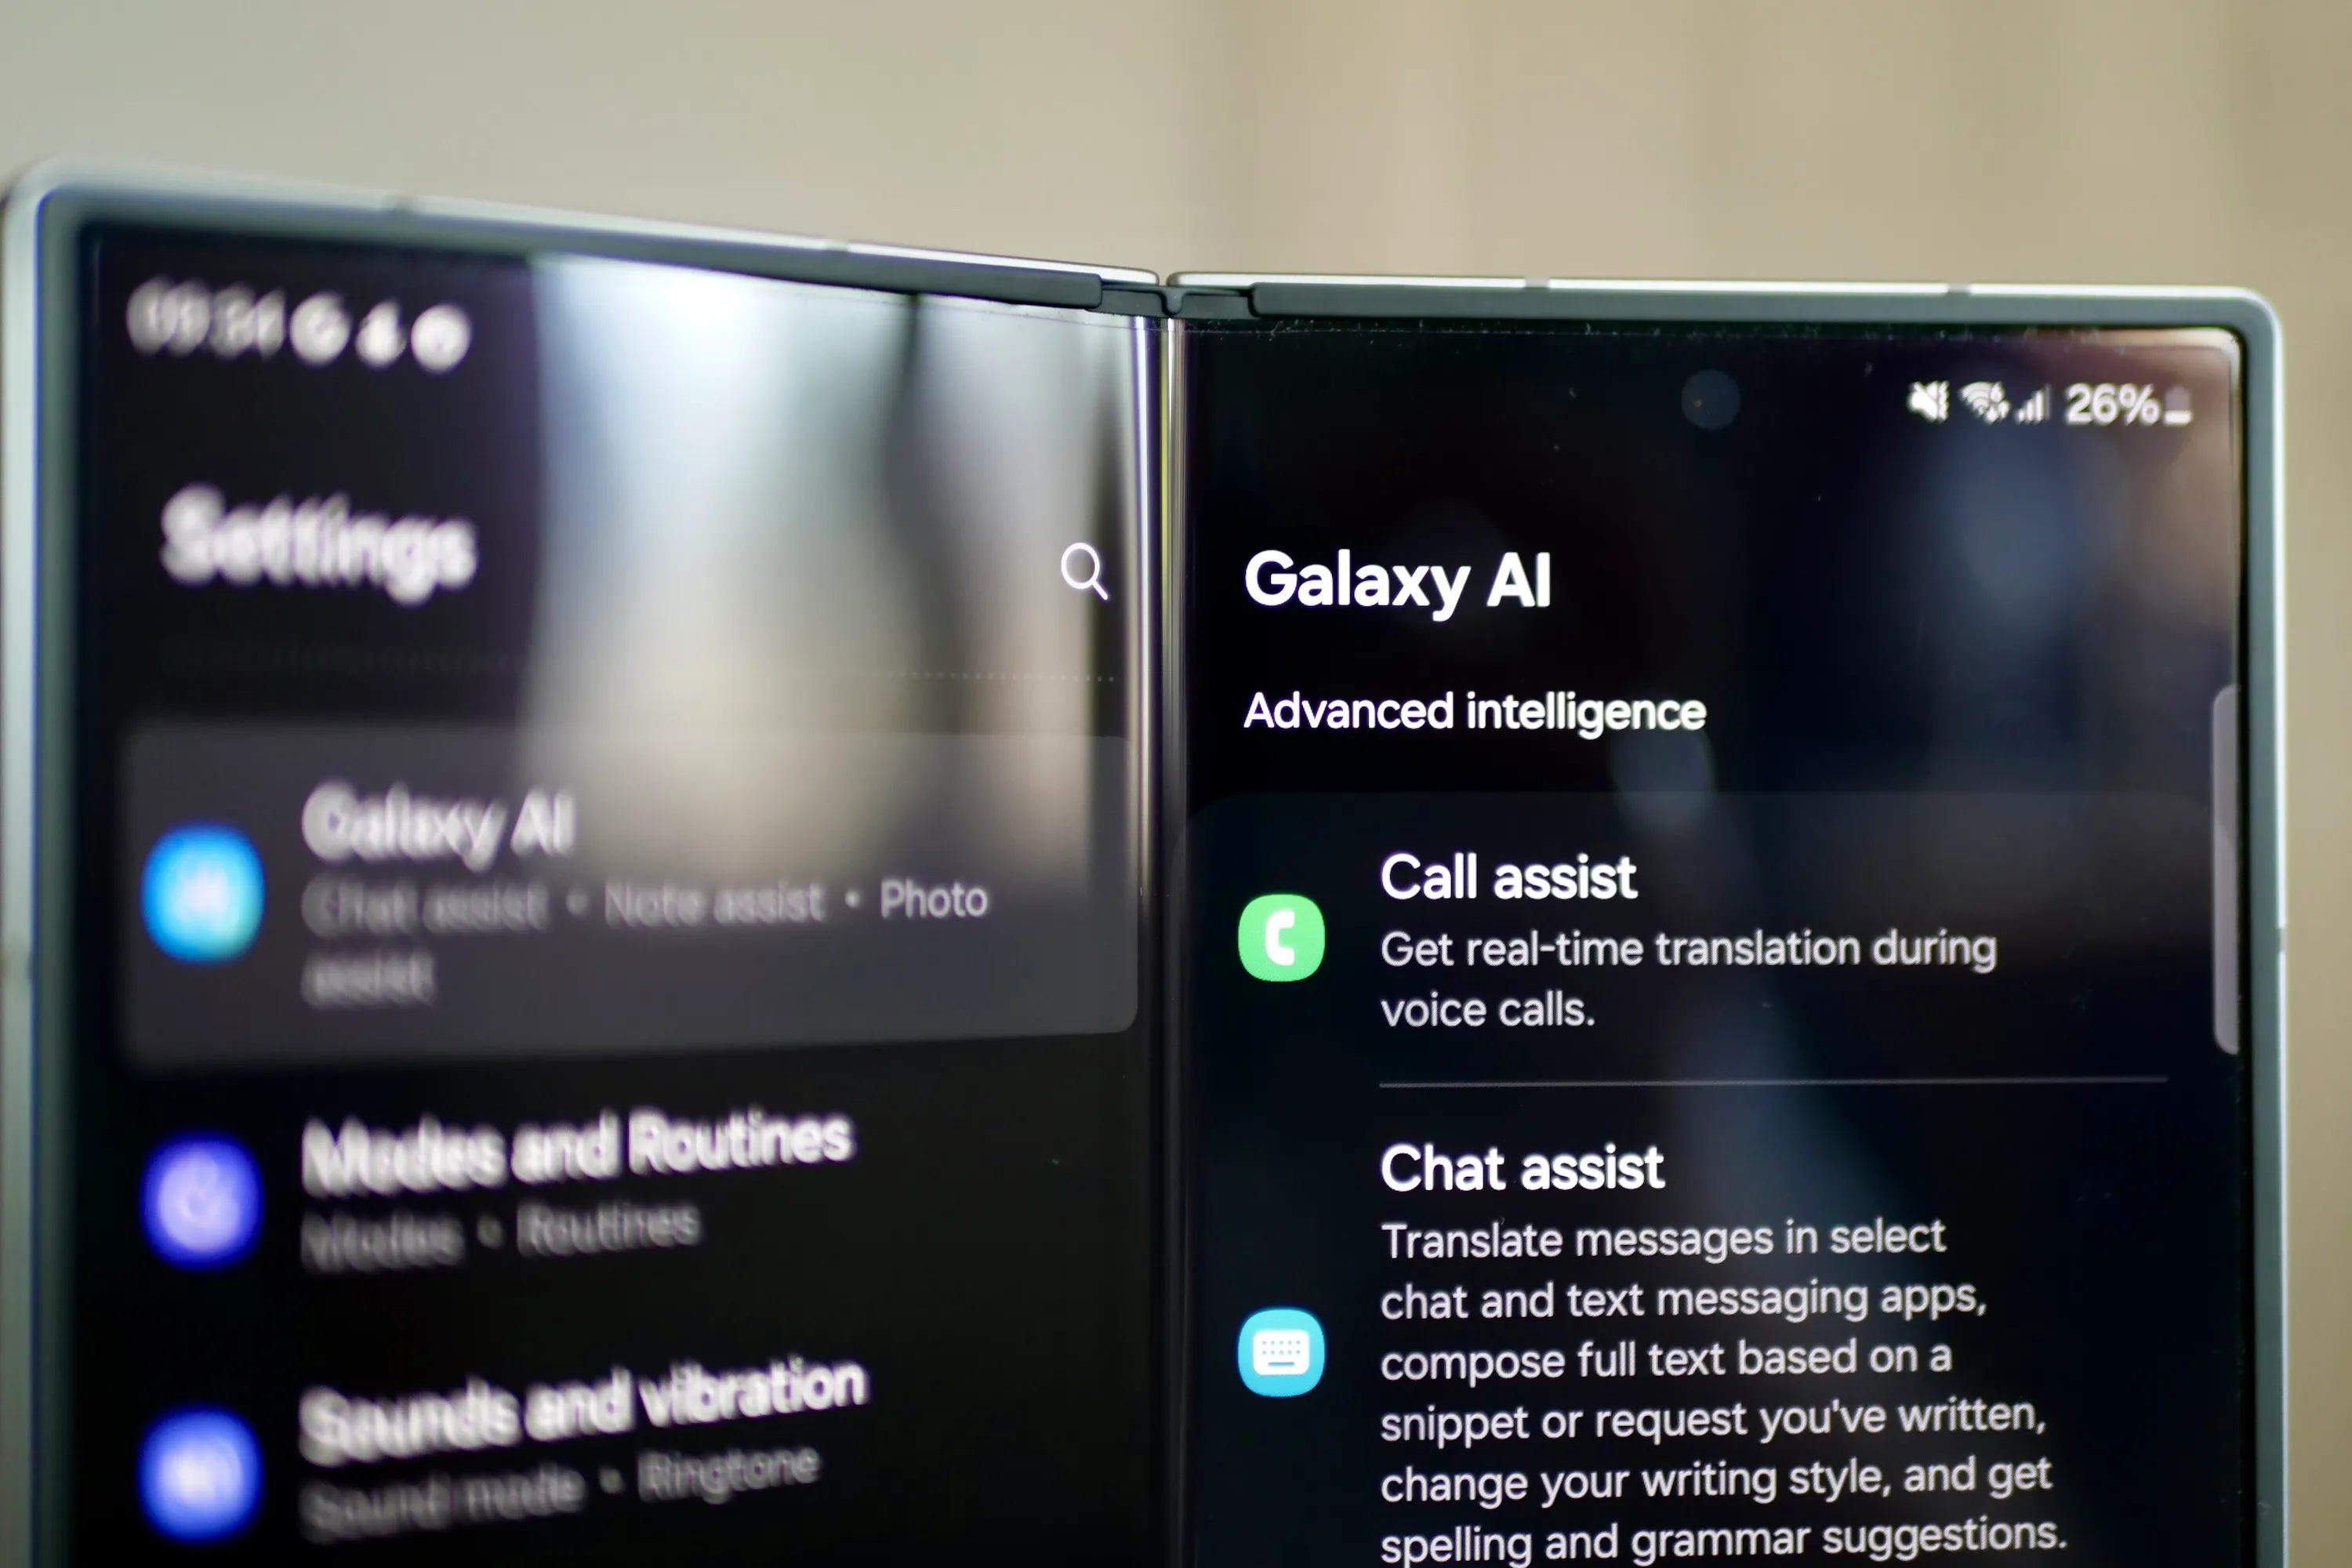 09:34
Settings
Galaxy AI
Chat assist • Note assist • Photo
assist
Modes and Routines
Modes • Routines
Sounds and vibration
Sound mode • Ringtone
26%
Galaxy AI
Advanced intelligence
Call assist
Get real-time translation during
voice calls.
Chat assist
Translate messages in select
chat and text messaging apps,
compose full text based on a
snippet or request you've written,
change your writing style, and get
spelling and grammar suggestions.